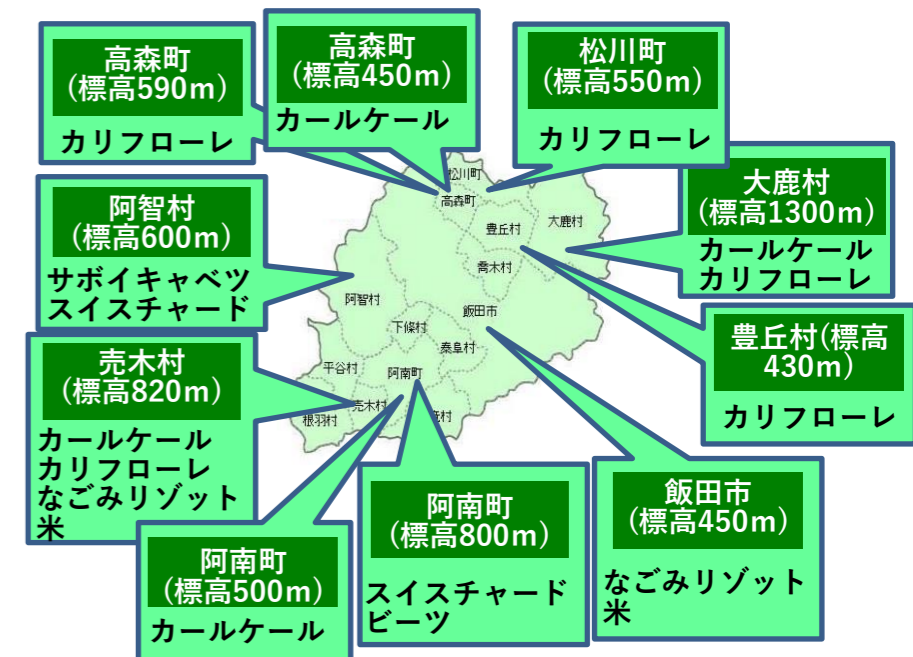 高森町
(標高590m)
カリフローレ
高森町
(標高450m)
カールケール
松川町
(標高550m)
カリフローレ
大鹿村
(標高1300m)
カールケール
カリフローレ
阿智村
(標高600m)
サボイキャベツ
スイスチャード
豊丘村(標高
430m)
カリフローレ
売木村
(標高820m)
カールケール
カリフローレ
なごみリゾット
米
阿南町
(標高500m)
カールケール
阿南町
(標高800m)
スイスチャード
ビーツ
飯田市
(標高450m)
なごみリゾット
米
松川町
高森町
大鹿村
豊丘村
喬木村
阿智村
飯田市
下條村
泰阜村
平谷村
阿南町
売木村
根羽村